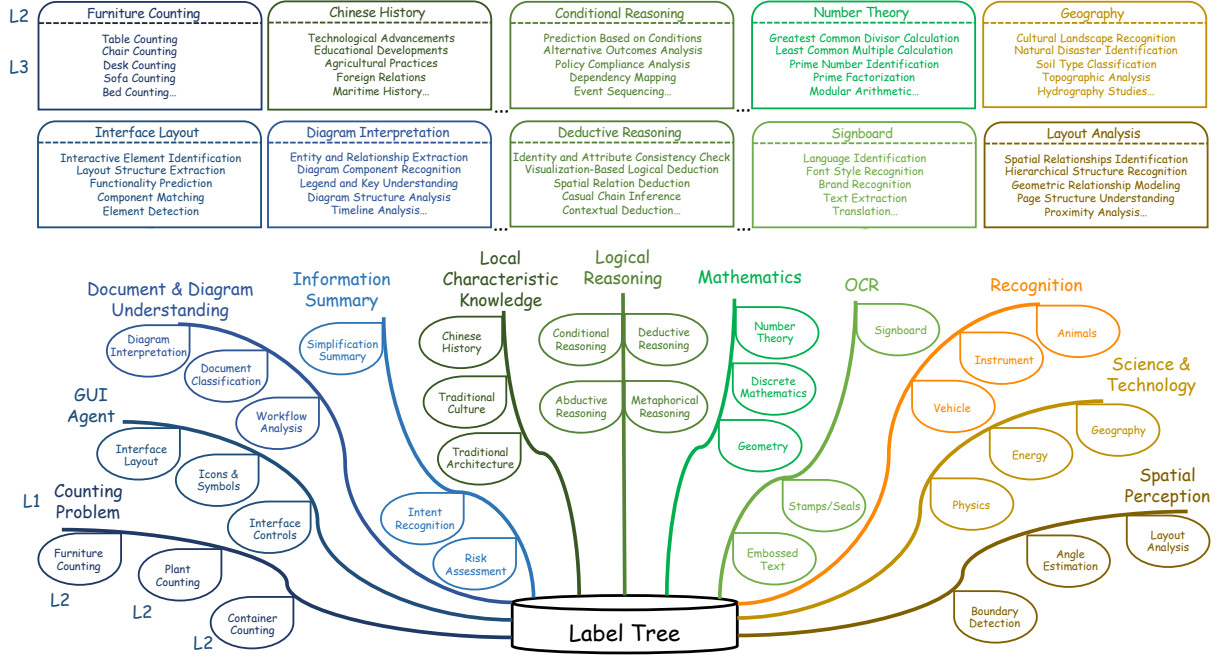 L2
L3
Furniture Counting
Table Counting
Chair Counting
Desk Counting
Sofa Counting
Bed Counting...
Chinese History
Technological Advancements
Educational Developments
Agricultural Practices
Foreign Relations
Maritime History...
...
Conditional Reasoning
Prediction Based on Conditions
Alternative Outcomes Analysis
Policy Compliance Analysis
Dependency Mapping
Event Sequencing...
...
Number Theory
Greatest Common Divisor Calculation
Least Common Multiple Calculation
Prime Number Identification
Prime Factorization
Modular Arithmetic...
Geography
Cultural Landscape Recognition
Natural Disaster Identification
Soil Type Classification
Topographic Analysis
Hydrography Studies...
Interface Layout
Interactive Element Identification
Layout Structure Extraction
Functionality Prediction
Component Matching
Element Detection
Diagram Interpretation
Entity and Relationship Extraction
Diagram Component Recognition
Legend and Key Understanding
Diagram Structure Analysis
Timeline Analysis...
...
Deductive Reasoning
Identity and Attribute Consistency Check
Visualization-Based Logical Deduction
Spatial Relation Deduction
Casual Chain Inference
Contextual Deduction...
...
Signboard
Language Identification
Font Style Recognition
Brand Recognition
Text Extraction
Translation...
Layout Analysis
Spatial Relationships Identification
Hierarchical Structure Recognition
Geometric Relationship Modeling
Page Structure Understanding
Proximity Analysis...
Document & Diagram
Understanding
Diagram
Interpretation
Document
Classification
Workflow
Analysis
Information
Summary
Simplification
Summary
Intent
Recognition
Risk
Assessment
Local
Characteristic
Knowledge
Chinese
History
Traditional
Culture
Traditional
Architecture
Logical
Reasoning
Conditional
Reasoning
Deductive
Reasoning
Abductive
Reasoning
Metaphorical
Reasoning
Mathematics
Number
Theory
Discrete
Mathematics
Geometry
OCR
Signboard
Stamps/Seals
Embossed
Text
Recognition
Animals
Instrument
Vehicle
Science &
Technology
Geography
Energy
Physics
GUI
Agent
Interface
Layout
Icons &
Symbols
Interface
Controls
L1
Counting
Problem
Furniture
Counting
L2
Plant
Counting
L2
Container
Counting
L2
Spatial
Perception
Layout
Analysis
Angle
Estimation
Boundary
Detection
Label Tree